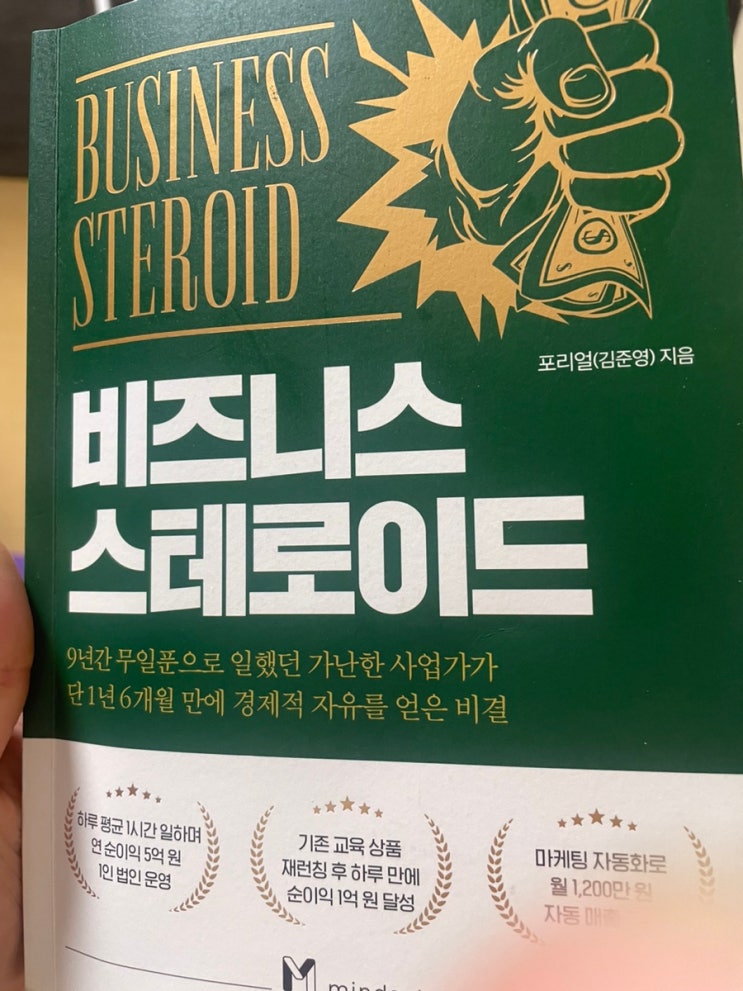 BUSINESS
STEROID
포리얼(김준영) 지음
비즈니스
스테로이드
9년간 무일푼으로 일했던 가난한 사업가가
단 1년 6개월 만에 경제적 자유를 얻은 비결
하루 평균 1시간 일하며
연 순이익 5억 원
1인 법인 운영
기존 교육 상품
재런칭 후 하루 만에
순이익 1억 원 달성
마케팅 자동화로
월 1,200만 원
자동 매출